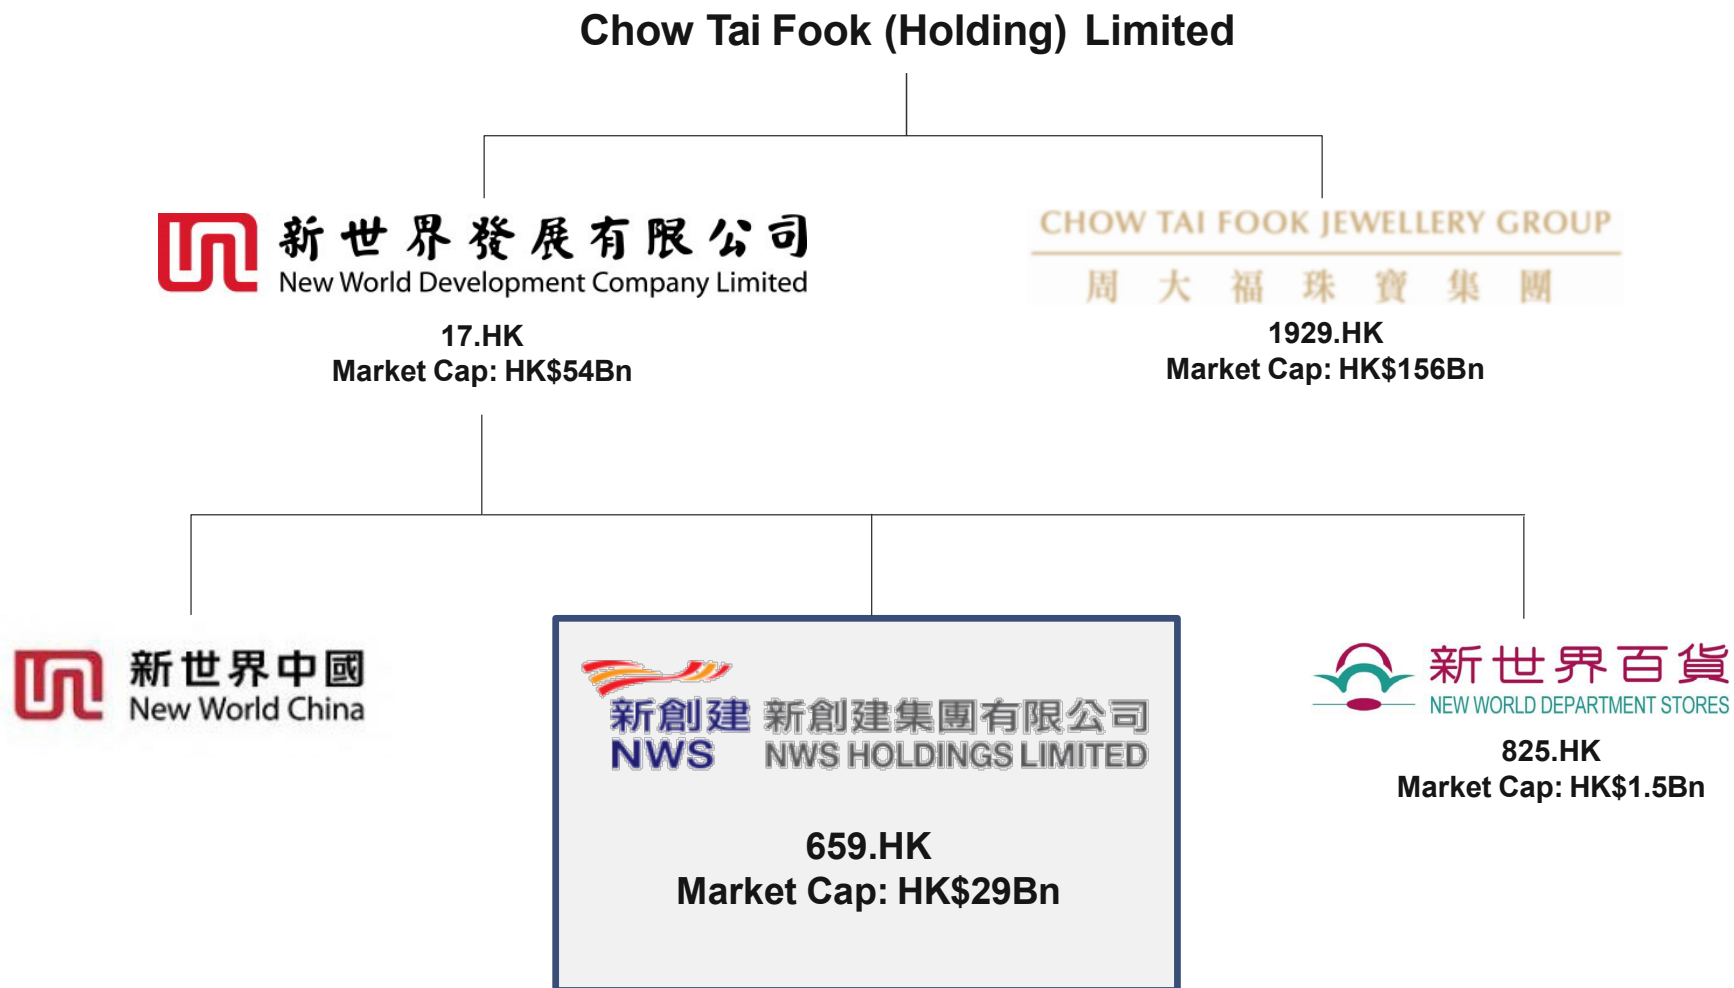 Chow Tai Fook (Holding) Limited
新世界發展有限公司
New World Development Company Limited
17.HK
Market Cap: HK$54Bn
CHOW TAI FOOK JEWELLERY GROUP
周大福珠寶集團
1929.HK
Market Cap: HK$156Bn
新世界中國
New World China
新創建 新創建集團有限公司
NWS NWS HOLDINGS LIMITED
659.HK
Market Cap: HK$29Bn
新世界百貨
NEW WORLD DEPARTMENT STORES
825.HK
Market Cap: HK$1.5Bn